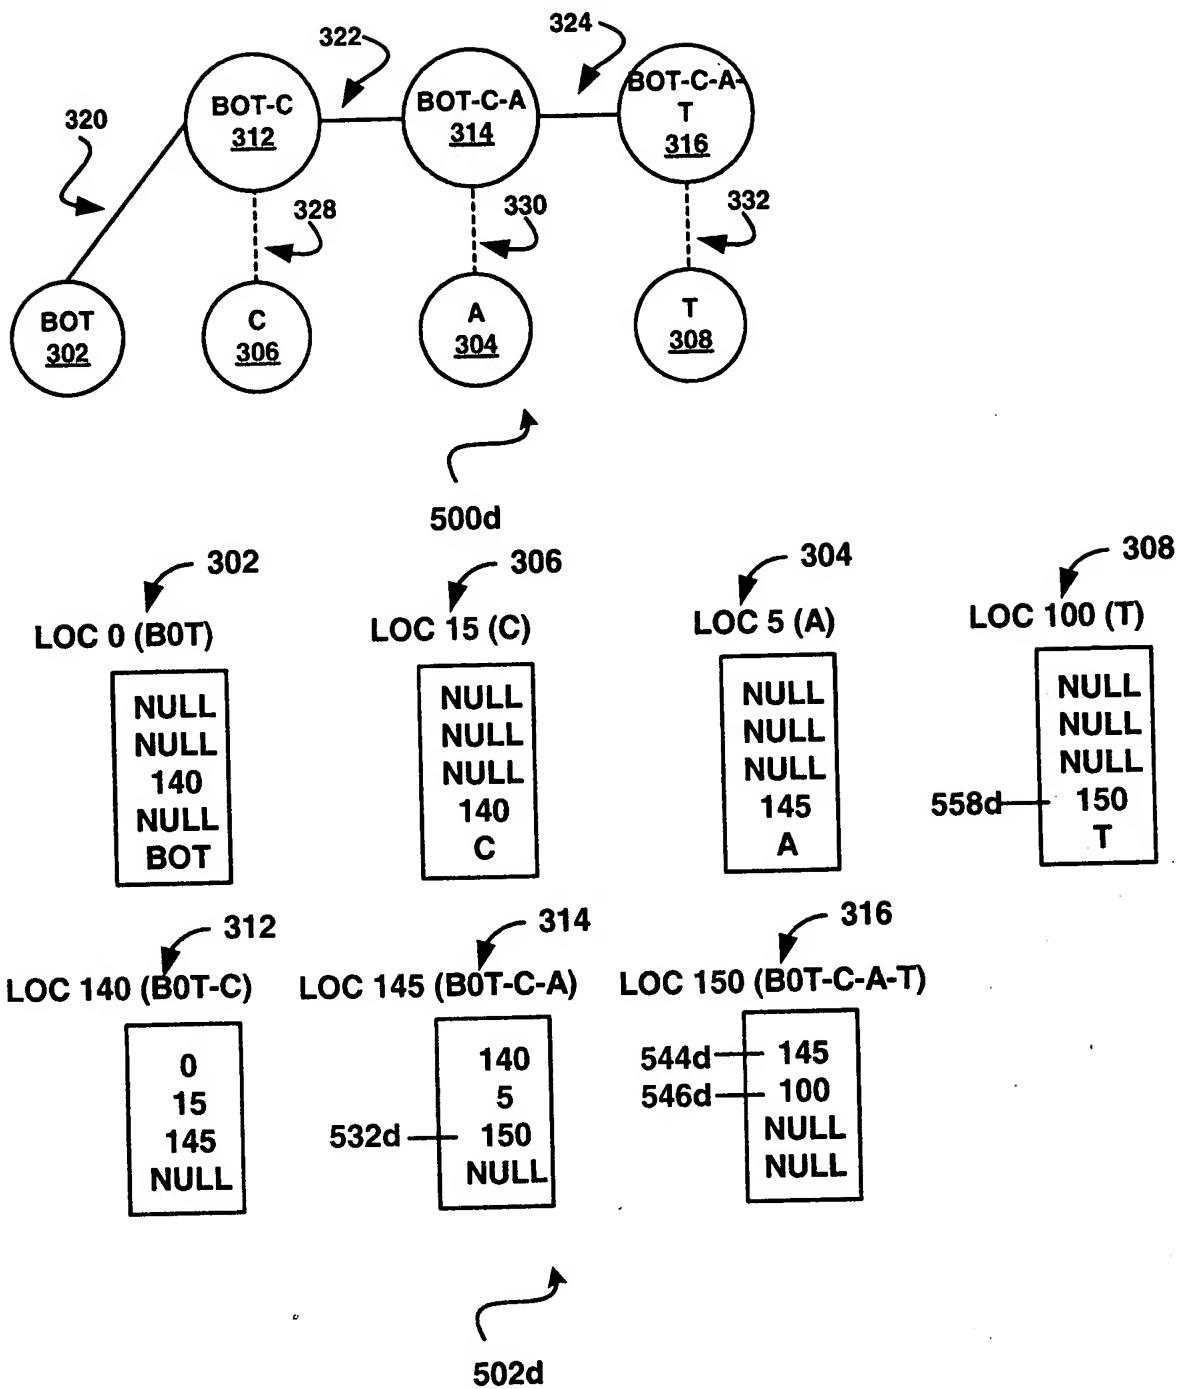 322
324
320
BOT-C
312
BOT-C-A
314
BOT-C-A-
T
316
328
330
332
BOT
302
C
306
A
304
T
308
500d
302
306
304
308
LOC 0 (B0T)
LOC 15 (C)
LOC 5 (A)
LOC 100 (T)
NULL
NULL
140
NULL
BOT
NULL
NULL
NULL
140
C
NULL
NULL
NULL
145
A
NULL
NULL
NULL
558d
150
T
312
314
316
LOC 140 (B0T-C)
LOC 145 (B0T-C-A)
LOC 150 (B0T-C-A-T)
0
15
145
NULL
140
5
532d
150
NULL
544d
145
546d
100
NULL
NULL
502d